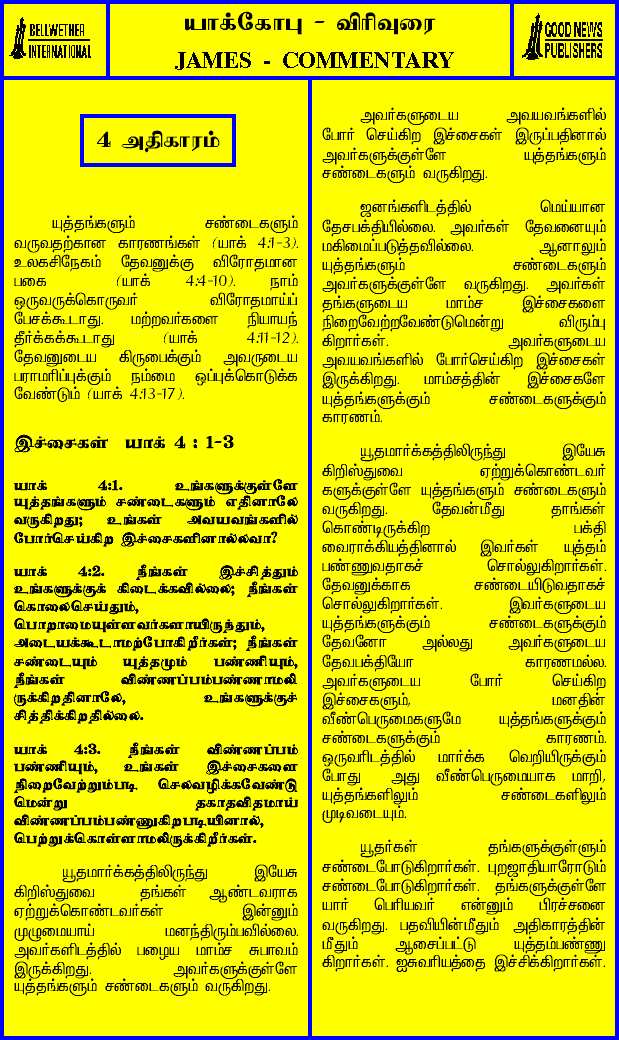 BELLWETHER
INTERNATIONAL
யாக்கோபு - விரிவுரை
JAMES - COMMENTARY
GOOD NEWS
PUBLISHERS
4 அதிகாரம்
யுத்தங்களும் சண்டைகளும்
வருவதற்கான காரணங்கள் (யாக் 4:1-3).
உலகசிநேகம் தேவனுக்கு விரோதமான
பகை (யாக் 4:4-10). நாம்
ஒருவருக்கொருவர் விரோதமாய்ப்
பேசக்கூடாது. மற்றவர்களை நியாயந்
தீர்க்கக்கூடாது (யாக் 4:11-12).
தேவனுடைய கிருபைக்கும் அவருடைய
பராமரிப்புக்கும் நம்மை ஒப்புக்கொடுக்க
வேண்டும் (யாக் 4:13-17).
இச்சைகள் யாக் 4 : 1-3
யாக் 4:1. உங்களுக்குள்ளே
யுத்தங்களும் சண்டைகளும் எதினாலே
வருகிறது; உங்கள் அவயவங்களில்
போர்செய்கிற இச்சைகளினாலல்லவா?
யாக் 4:2. நீங்கள் இச்சித்தும்
உங்களுக்குக் கிடைக்கவில்லை; நீங்கள்
கொலைசெய்தும்,
பொறாமையுள்ளவர்களாயிருந்தும்,
அடையக்கூடாமற்போகிறீர்கள்; நீங்கள்
சண்டையும் யுத்தமும் பண்ணியும்,
நீங்கள் விண்ணப்பம்பண்ணாமலி
ருக்கிறதினாலே, உங்களுக்குச்
சித்திக்கிறதில்லை.
யாக் 4:3. நீங்கள் விண்ணப்பம்
பண்ணியும், உங்கள் இச்சைகளை
நிறைவேற்றும்படி செலவழிக்கவேண்டு
மென்று தகாதவிதமாய்
விண்ணப்பம்பண்ணுகிறபடியினால்,
பெற்றுக்கொள்ளாமலிருக்கிறீர்கள்.
யூதமார்க்கத்திலிருந்து இயேசு
கிறிஸ்துவை தங்கள் ஆண்டவராக
ஏற்றுக்கொண்டவர்கள் இன்னும்
முழுமையாய் மனந்திரும்பவில்லை.
அவர்களிடத்தில் பழைய மாம்ச சுபாவம்
இருக்கிறது. அவர்களுக்குள்ளே
யுத்தங்களும் சண்டைகளும் வருகிறது.
அவர்களுடைய அவயவங்களில்
போர் செய்கிற இச்சைகள் இருப்பதினால்
அவர்களுக்குள்ளே யுத்தங்களும்
சண்டைகளும் வருகிறது.
ஜனங்களிடத்தில் மெய்யான
தேசபக்தியில்லை. அவர்கள் தேவனையும்
மகிமைப்படுத்தவில்லை. ஆனாலும்
யுத்தங்களும் சண்டைகளும்
அவர்களுக்குள்ளே வருகிறது. அவர்கள்
தங்களுடைய மாம்ச இச்சைகளை
நிறைவேற்றவேண்டுமென்று விரும்பு
கிறார்கள். அவர்களுடைய
அவயவங்களில் போர்செய்கிற இச்சைகள்
இருக்கிறது. மாம்சத்தின் இச்சைகளே
யுத்தங்களுக்கும் சண்டைகளுக்கும்
காரணம்.
யூதமார்க்கத்திலிருந்து இயேசு
கிறிஸ்துவை ஏற்றுக்கொண்டவர்
களுக்குள்ளே யுத்தங்களும் சண்டைகளும்
வருகிறது. தேவன்மீது தாங்கள்
கொண்டிருக்கிற பக்தி
வைராக்கியத்தினால் இவர்கள் யுத்தம்
பண்ணுவதாகச் சொல்லுகிறார்கள்.
தேவனுக்காக சண்டையிடுவதாகச்
சொல்லுகிறார்கள். இவர்களுடைய
யுத்தங்களுக்கும் சண்டைகளுக்கும்
தேவனோ அல்லது அவர்களுடைய
தேவபக்தியோ காரணமல்ல.
அவர்களுடைய போர் செய்கிற
இச்சைகளும், மனதின்
வீண்பெருமைகளுமே யுத்தங்களுக்கும்
சண்டைகளுக்கும் காரணம்.
ஒருவரிடத்தில் மார்க்க வெறியிருக்கும்
போது அது வீண்பெருமையாக மாறி,
யுத்தங்களிலும் சண்டைகளிலும்
முடிவடையும்.
யூதர்கள் தங்களுக்குள்ளும்
சண்டைபோடுகிறார்கள். புறஜாதியாரோடும்
சண்டைபோடுகிறார்கள். தங்களுக்குள்ளே
யார் பெரியவர் என்னும் பிரச்சனை
வருகிறது. பதவியின்மீதும் அதிகாரத்தின்
மீதும் ஆசைப்பட்டு யுத்தம்பண்ணு
கிறார்கள். ஐசுவரியத்தை இச்சிக்கிறார்கள்.